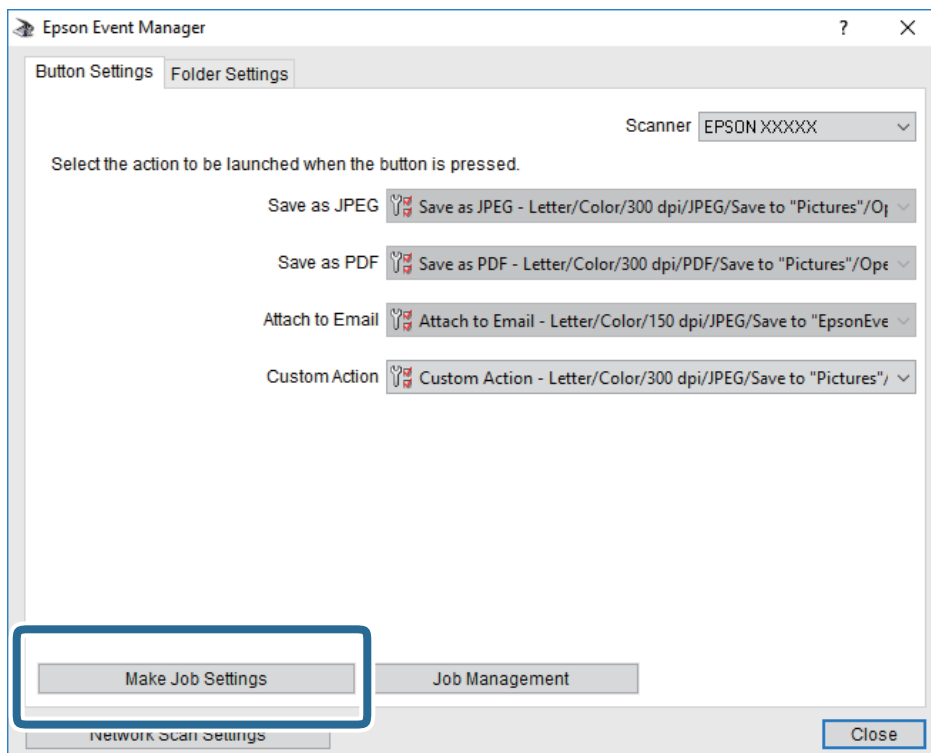 Epson Event Manager
Button Settings
Folder Settings
Scanner EPSON XXXXX
Select the action to be launched when the button is pressed.
Save as JPEG Save as JPEG - Letter/Color/300 dpi/JPEG/Save to "Pictures"/Op
Save as PDF Save as PDF - Letter/Color/300 dpi/PDF/Save to "Pictures"/Ope
Attach to Email Attach to Email - Letter/Color/150 dpi/JPEG/Save to "EpsonEve
Custom Action Custom Action - Letter/Color/300 dpi/JPEG/Save to "Pictures"/
Make Job Settings
Job Management
Network Scan Settings
Close